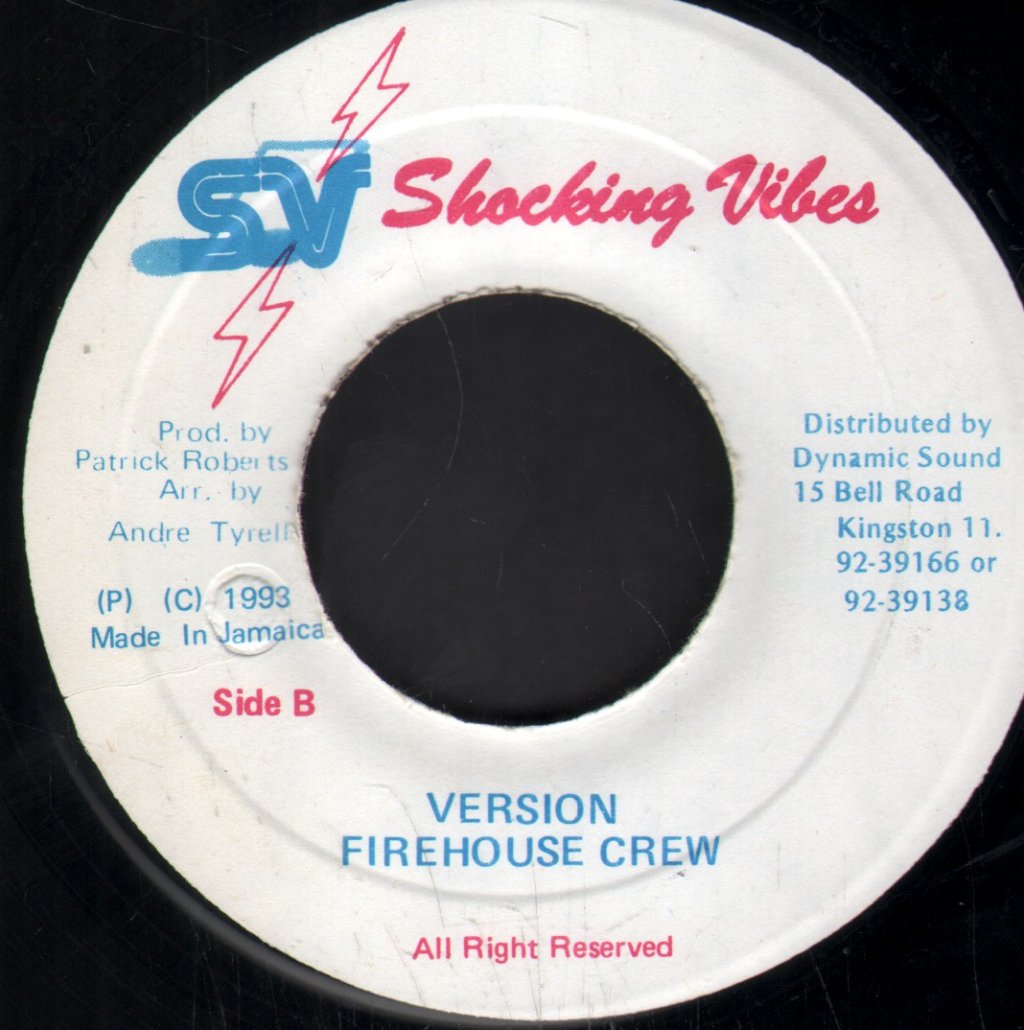 SV Shocking Vibes
Prod. by
Patrick Roberts
Arr. by
Andre Tyrell
(P) (C) 1993
Made In Jamaica
Side B
Distributed by
Dynamic Sound
15 Bell Road
Kingston 11.
92-39166 or
92-39138
VERSION
FIREHOUSE CREW
All Right Reserved